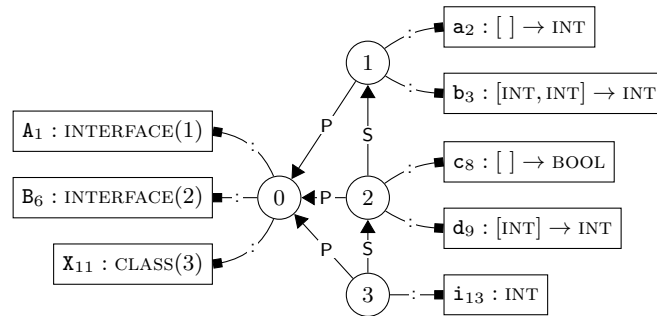 a₂ : [ ] → INT
1
b₃ : [INT, INT] → INT
A₁ : INTERFACE(1)
P
S
c₈ : [ ] → BOOL
B₆ : INTERFACE(2)
0
P
2
d₉ : [INT] → INT
X₁₁ : CLASS(3)
P
S
3
i₁₃ : INT